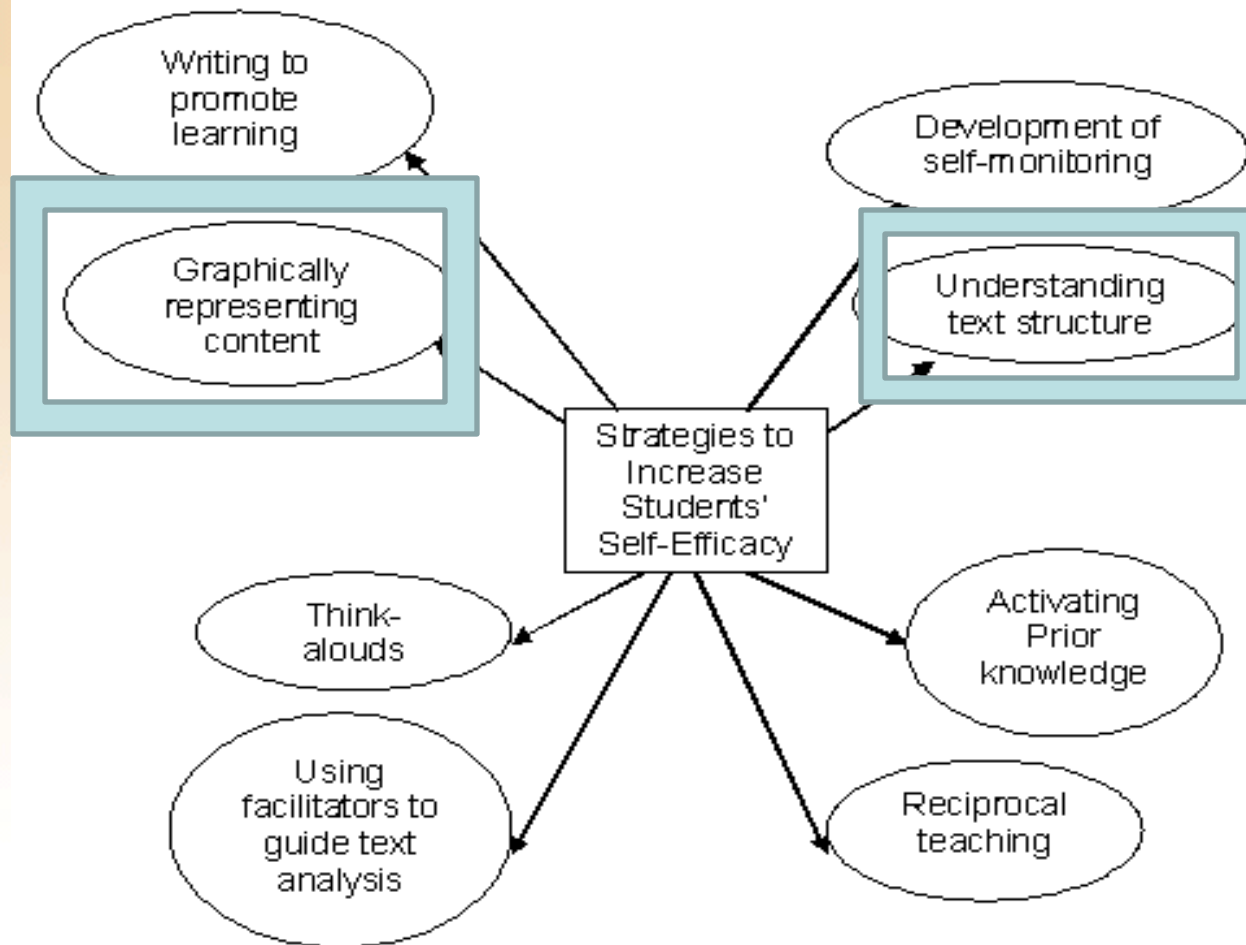 Writing to
promote
learning
Development of
self-monitoring
Graphically
representing
content
Understanding
text structure
Strategies to
Increase
Students'
Self-Efficacy
Think-
alouds
Activating
Prior
knowledge
Using
facilitators to
guide text
analysis
Reciprocal
teaching